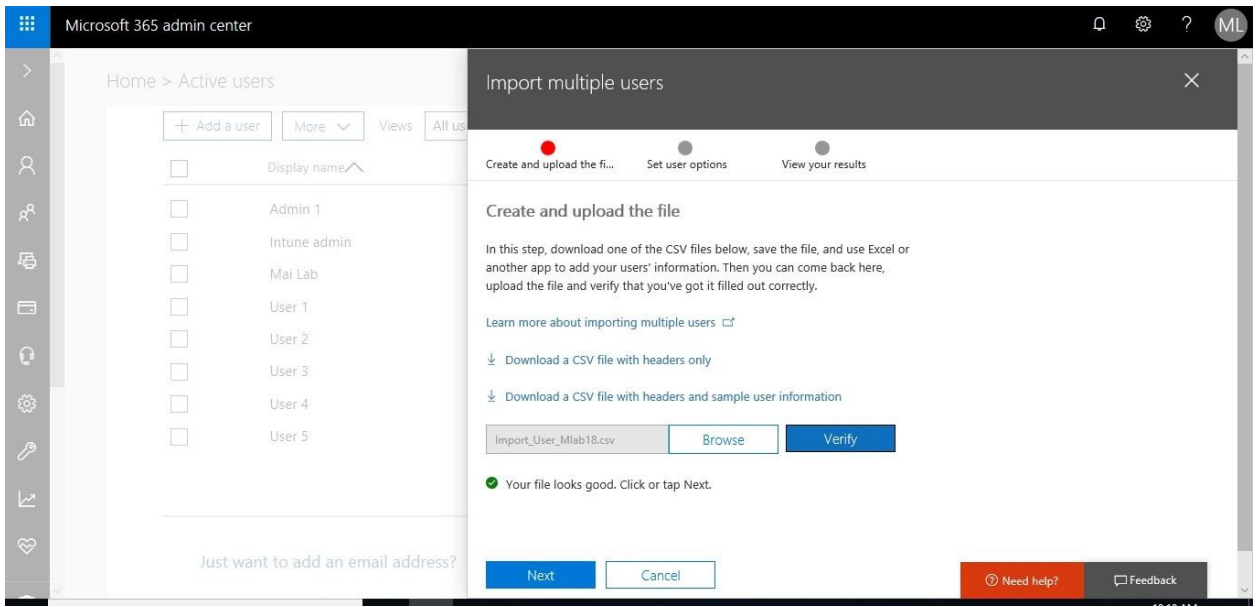 Microsoft 365 admin center
ML
Home > Active users
Add a user
More
Views
All us
Display name
Admin 1
Intune admin
Mai Lab
User 1
User 2
User 3
User 4
User 5
Just want to add an email address?
Import multiple users
Create and upload the fi...
Set user options
View your results
Create and upload the file
In this step, download one of the CSV files below, save the file, and use Excel or
another app to add your users' information. Then you can come back here,
upload the file and verify that you've got it filled out correctly.
Learn more about importing multiple users
Download a CSV file with headers only
Download a CSV file with headers and sample user information
Import_User_Mlab18.csv
Browse
Verify
Your file looks good. Click or tap Next.
Next
Cancel
Need help?
Feedback